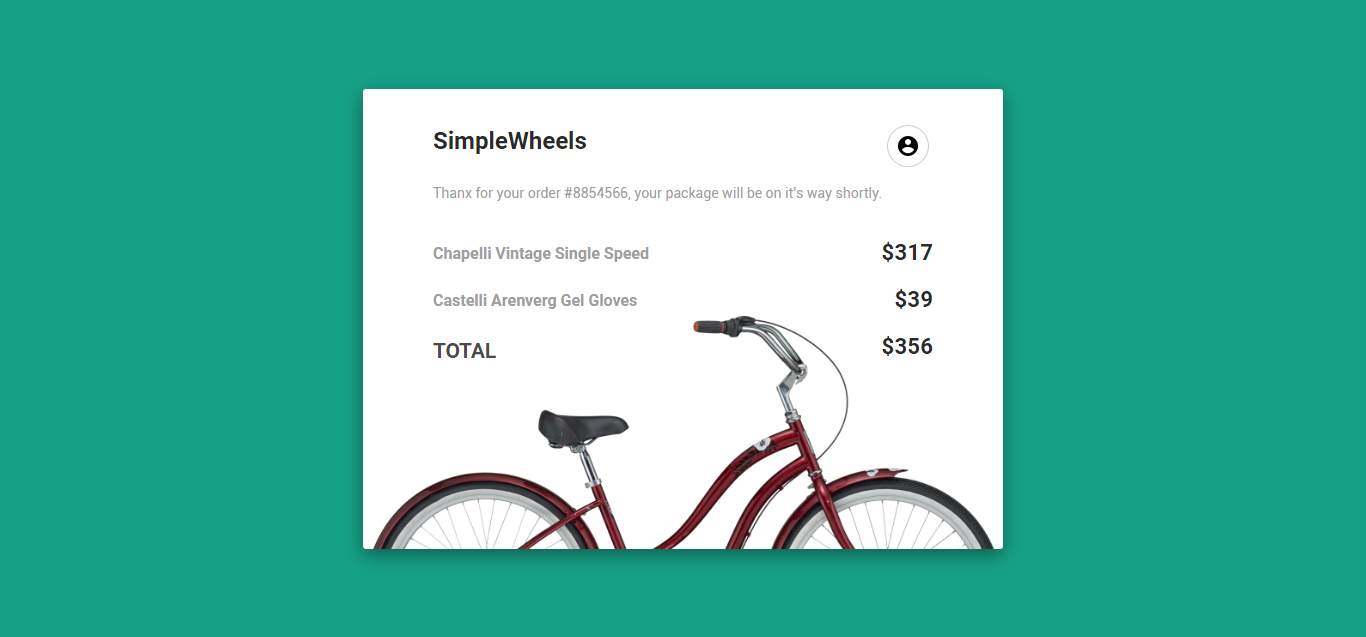 SimpleWheels
Thanx for your order #8854566, your package will be on it's way shortly.
Chapelli Vintage Single Speed $317
Castelli Arenverg Gel Gloves $39
TOTAL $356